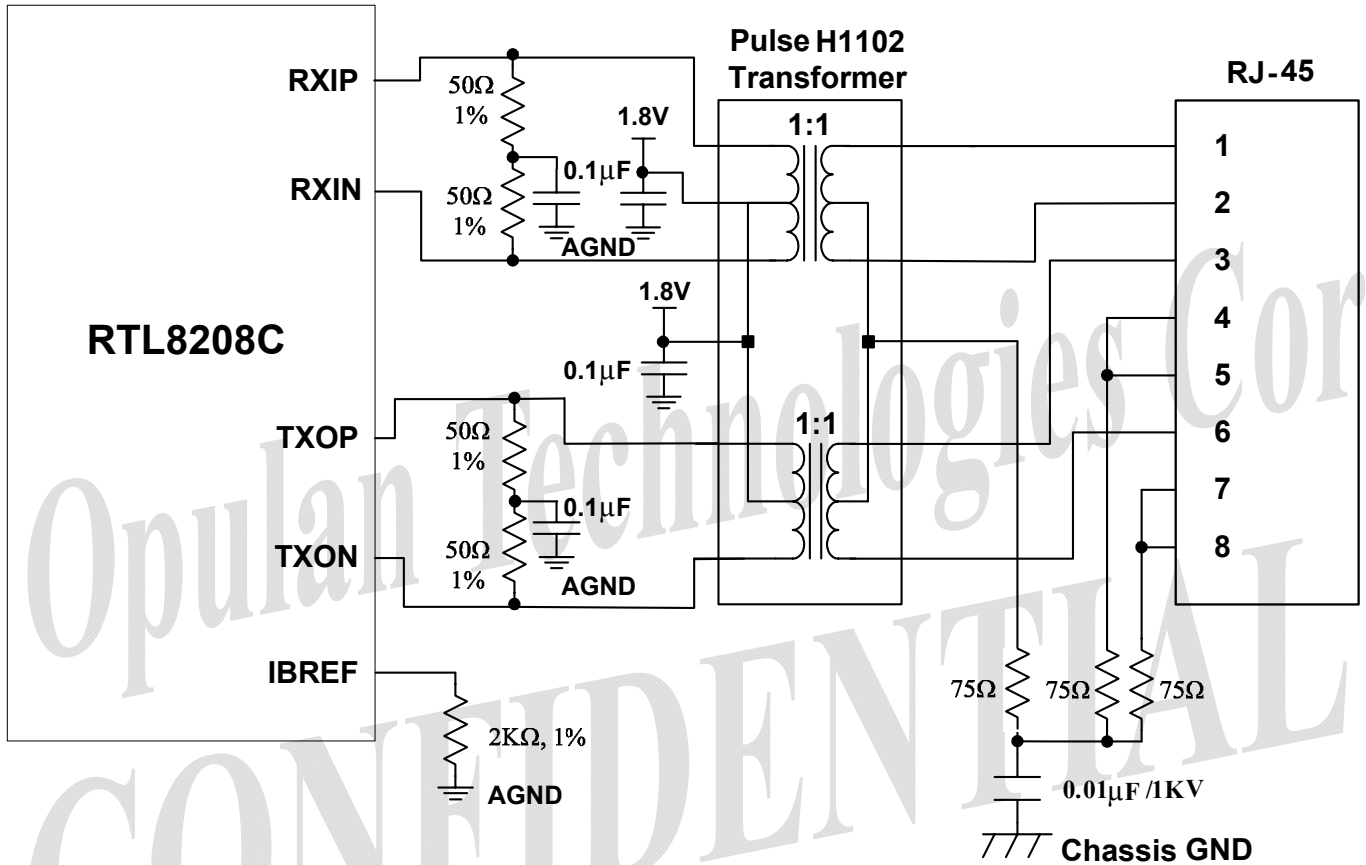 Pulse H1102
Transformer
RJ-45
RTL8208C
RXIP
RXIN
TXOP
TXON
IBREF
50Ω
1%
50Ω
1%
0.1µF
AGND
1.8V
1:1
1.8V
0.1µF
50Ω
1%
50Ω
1%
0.1µF
AGND
1:1
2KΩ, 1%
AGND
1
2
3
4
5
6
7
8
75Ω
75Ω
75Ω
0.01µF /1KV
Chassis GND
Opulan Technologies Cor
CONFIDENTIAL